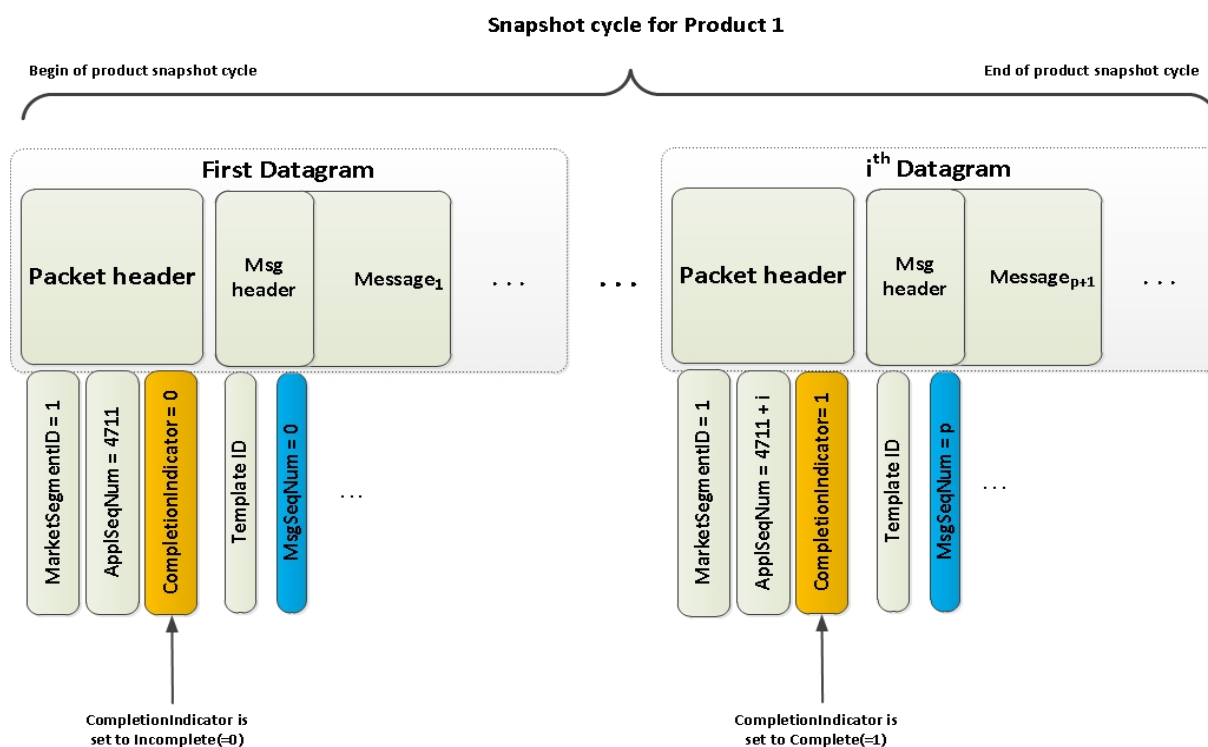 Snapshot cycle for Product 1
Begin of product snapshot cycle
End of product snapshot cycle
First Datagram
Packet header
Msg
header
Message1
. . .
. . .
ith Datagram
Packet header
Msg
header
Messagep+1
. . .
MarketSegmentID = 1
ApplSeqNum = 4711
CompletionIndicator = 0
Template ID
MsgSeqNum = 0
...
MarketSegmentID = 1
ApplSeqNum = 4711 + i
CompletionIndicator= 1
Template ID
MsgSeqNum = p
...
CompletionIndicator is
set to Incomplete(=0)
CompletionIndicator is
set to Complete(=1)